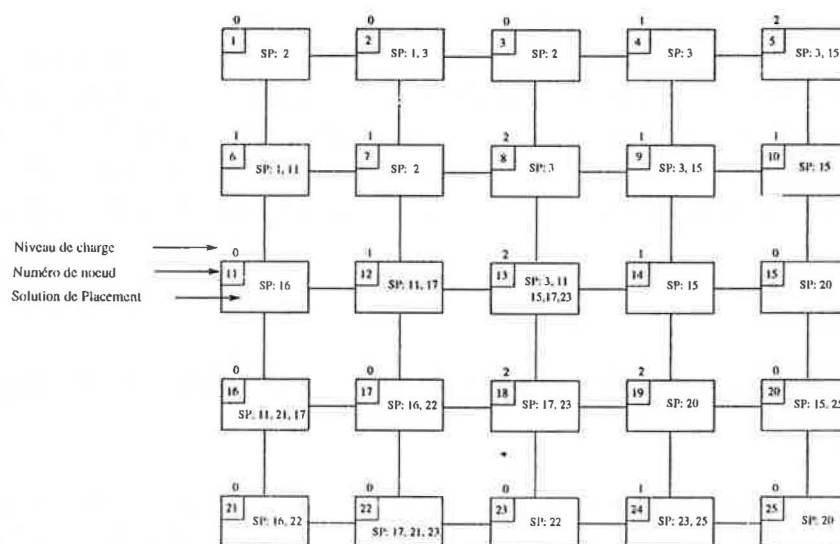 0 0 0 1 2
1 2 3 4 5
SP: 2 SP: 1, 3 SP: 2 SP: 3 SP: 3, 15
1 1 2 1 1
6 7 8 9 10
SP: 1, 11 SP: 2 SP: 3 SP: 3, 15 SP: 15
Niveau de charge
0 1 2 1 0
Numéro de noeud
11 12 13 14 15
SP: 16 SP: 11, 17 SP: 3, 11 SP: 15 SP: 20
15,17,23
Solution de Placement
0 0 2 2 0
16 17 18 19 20
SP: 11, 21, 17 SP: 16, 22 SP: 17, 23 SP: 20 SP: 15, 25
0 0 0 1 0
21 22 23 24 25
SP: 16, 22 SP: 17, 21, 23 SP: 22 SP: 23, 25 SP: 20